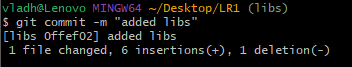 vladh@Lenovo MINGW64 ~/Desktop/LR1 (libs)
$ git commit -m "added libs"
[libs 0ffef02] added libs
 1 file changed, 6 insertions(+), 1 deletion(-)